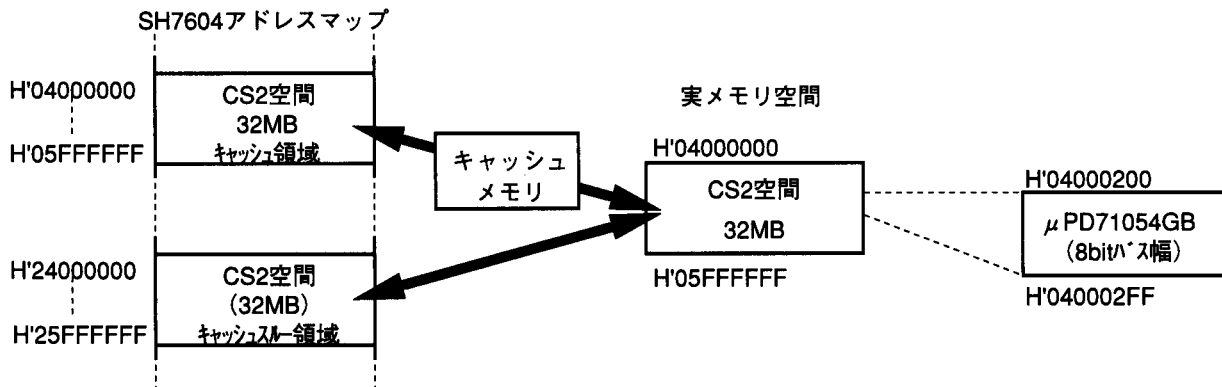 SH7604アドレスマップ
H'04000000
H'05FFFFFF
CS2空間
32MB
ｷｬｯｼｭ領域
キャッシュ
メモリ
H'24000000
H'25FFFFFF
CS2空間
(32MB)
ｷｬｯｼｭｽﾙｰ領域
実メモリ空間
H'04000000
CS2空間
32MB
H'05FFFFFF
H'04000200
μPD71054GB
(8bitﾊﾞｽ幅)
H'040002FF